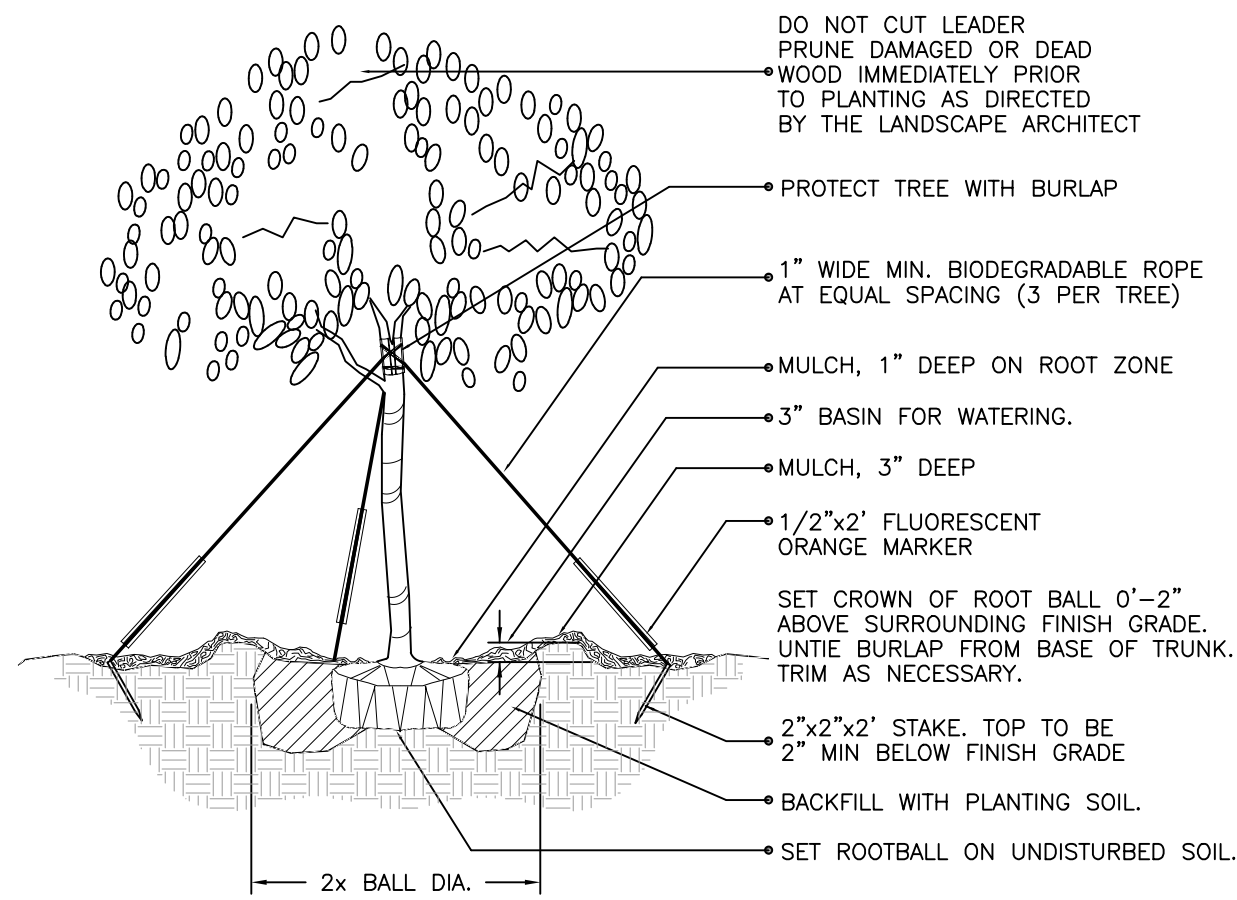 DO NOT CUT LEADER
PRUNE DAMAGED OR DEAD
WOOD IMMEDIATELY PRIOR
TO PLANTING AS DIRECTED
BY THE LANDSCAPE ARCHITECT
PROTECT TREE WITH BURLAP
1" WIDE MIN. BIODEGRADABLE ROPE
AT EQUAL SPACING (3 PER TREE)
MULCH, 1" DEEP ON ROOT ZONE
3" BASIN FOR WATERING.
MULCH, 3" DEEP
1/2"x2' FLUORESCENT
ORANGE MARKER
SET CROWN OF ROOT BALL 0'-2"
ABOVE SURROUNDING FINISH GRADE.
UNTIE BURLAP FROM BASE OF TRUNK.
TRIM AS NECESSARY.
2"x2"x2' STAKE. TOP TO BE
2" MIN BELOW FINISH GRADE
BACKFILL WITH PLANTING SOIL.
SET ROOTBALL ON UNDISTURBED SOIL.
2x BALL DIA.